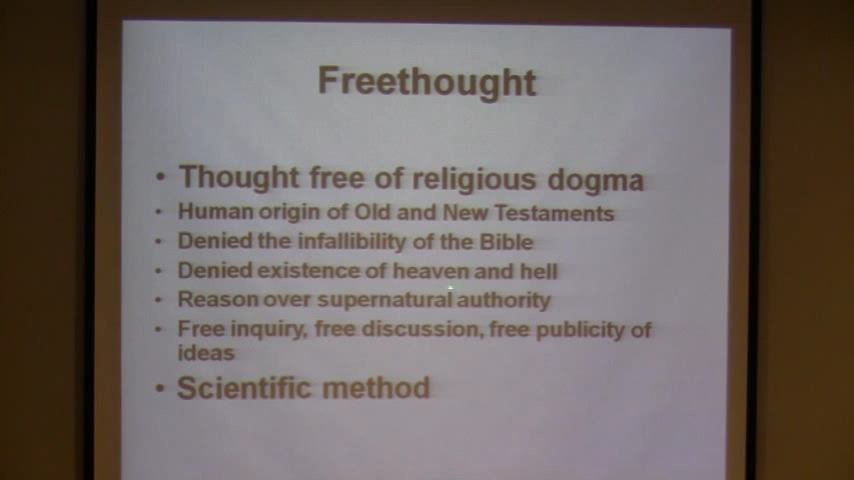 Freethought
• Thought free of religious dogma
• Human origin of Old and New Testaments
• Denied the infallibility of the Bible
• Denied existence of heaven and hell
• Reason over supernatural authority
• Free inquiry, free discussion, free publicity of
ideas
• Scientific method